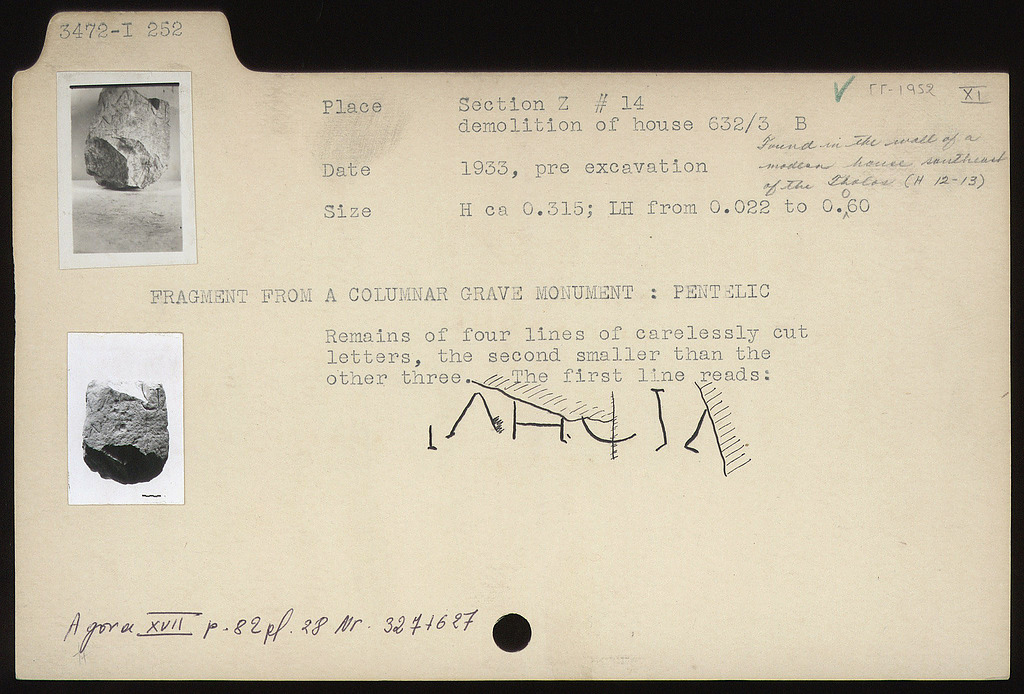 3472-I 252
ΓΓ-1952 XI
Place Section Z # 14
demolition of house 632/3 B
Found in the wall of a
modern house southeast
of the Tholos (H 12-13)
Date 1933, pre excavation
Size H ca 0.315; LH from 0.022 to 0.060
FRAGMENT FROM A COLUMNAR GRAVE MONUMENT : PENTELIC
Remains of four lines of carelessly cut
letters, the second smaller than the
other three. The first line reads:
Agora XVII p. 82 pl. 28 Nr. 327+627